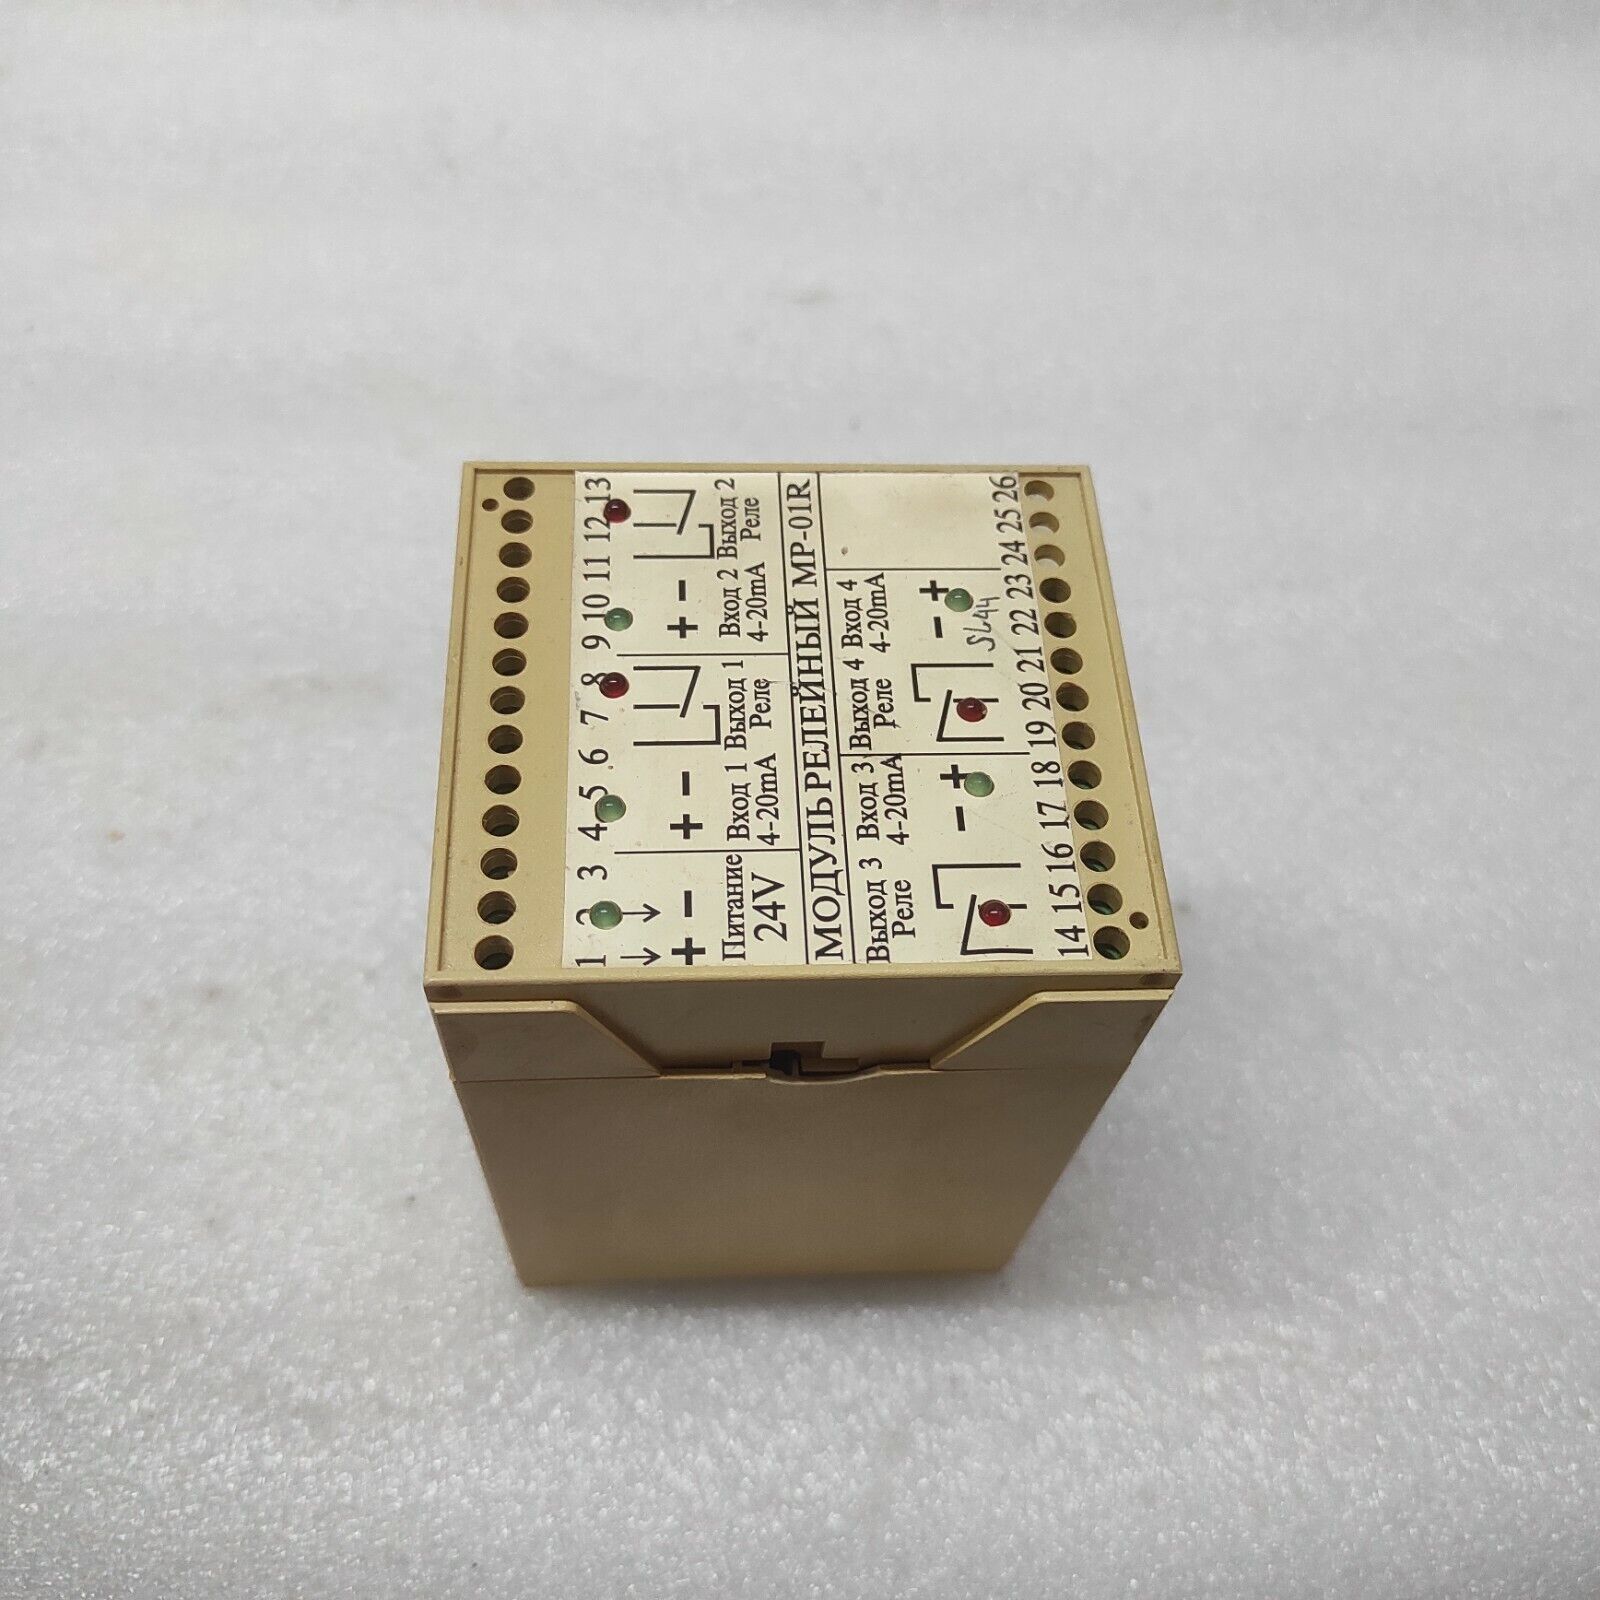 1 2 3 4 5 6 7 8 9 10 11 12 13
+ - + - + -
Питание
24V
Вход 1
4-20mA
Выход 1
Реле
Вход 2
4-20mA
Выход 2
Реле
МОДУЛЬ РЕЛЕЙНЫЙ МР-01R
Выход 3
Реле
Вход 3
4-20mA
Выход 4
Реле
Вход 4
4-20mA
- + - +
SL44
14 15 16 17 18 19 20 21 22 23 24 25 26